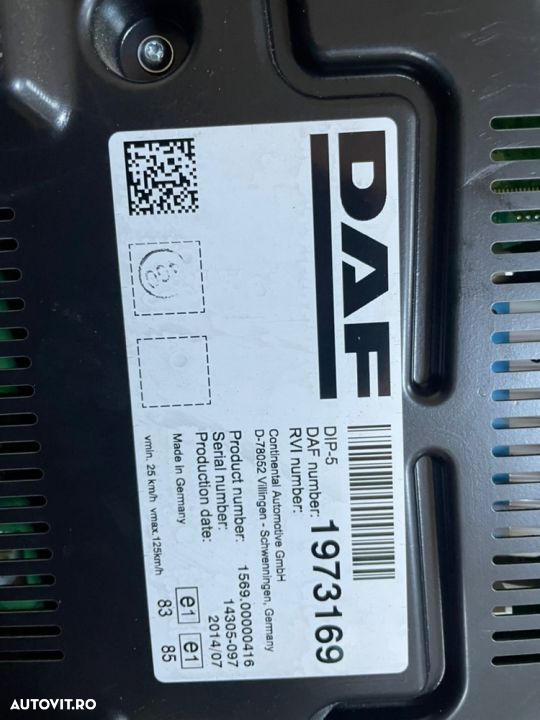 DAF
DIP-5
DAF number: 1973169
RVI number:
Continental Automotive GmbH
D-78052 Villingen - Schwenningen, Germany
Product number: 1569.00000416
Serial number: 14305-097
Production date: 2014/07
Made in Germany e1 e1
vmin. 25 km/h vmax.125km/h 83 85
AUTOVIT.RO